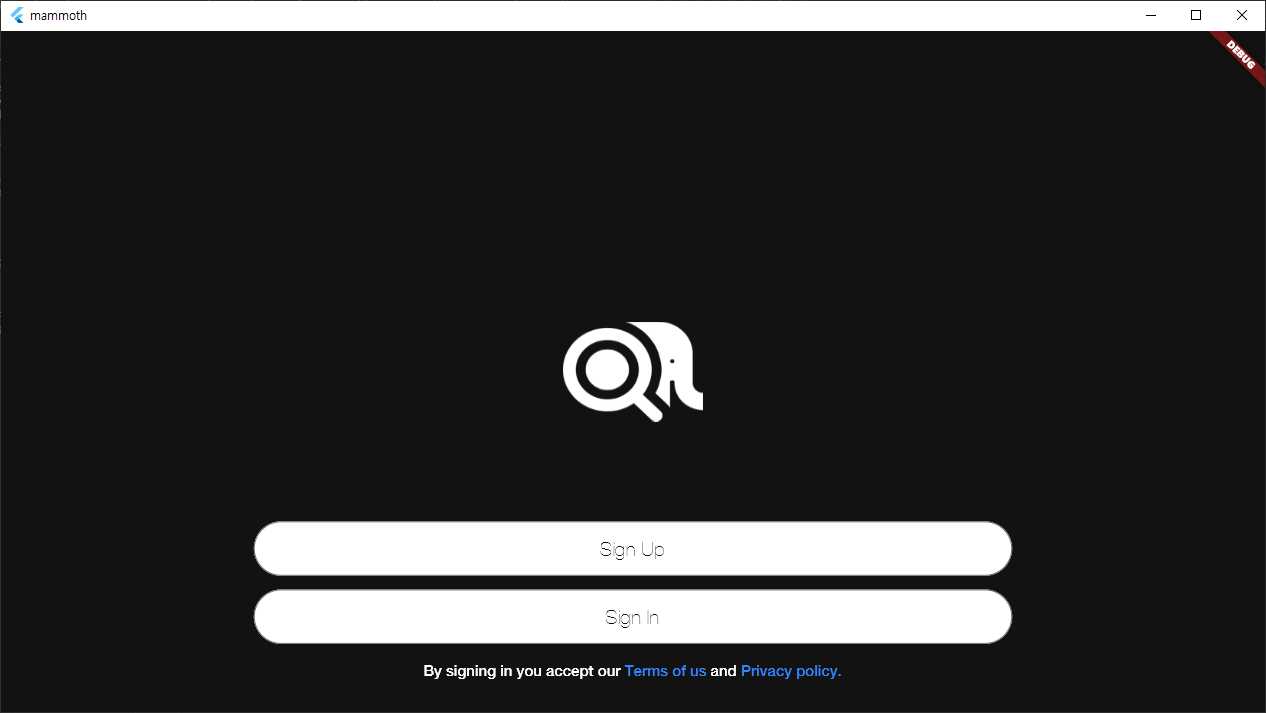 mammoth
DEBUG
Sign Up
Sign In
By signing in you accept our Terms of us and Privacy policy.